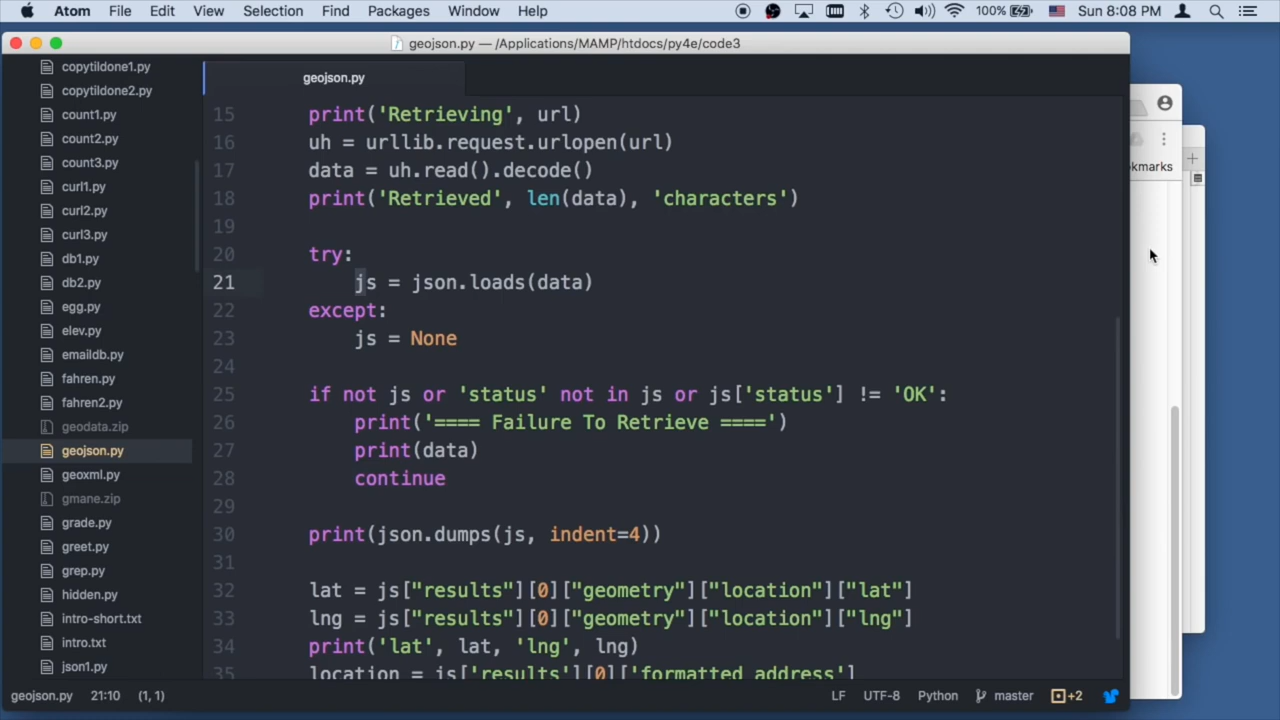 Atom File Edit View Selection Find Packages Window Help 100% Sun 8:08 PM
geojson.py — /Applications/MAMP/htdocs/py4e/code3
geojson.py
copytildone1.py
copytildone2.py
count1.py
count2.py
count3.py
curl1.py
curl2.py
curl3.py
db1.py
db2.py
egg.py
elev.py
emaildb.py
fahren.py
fahren2.py
geodata.zip
geojson.py
geoxml.py
gmane.zip
grade.py
greet.py
grep.py
hidden.py
intro-short.txt
intro.txt
json1.py
15 print('Retrieving', url)
16 uh = urllib.request.urlopen(url)
17 data = uh.read().decode()
18 print('Retrieved', len(data), 'characters')
19
20 try:
21 js = json.loads(data)
22 except:
23 js = None
24
25 if not js or 'status' not in js or js['status'] != 'OK':
26 print('==== Failure To Retrieve ====')
27 print(data)
28 continue
29
30 print(json.dumps(js, indent=4))
31
32 lat = js["results"][0]["geometry"]["location"]["lat"]
33 lng = js["results"][0]["geometry"]["location"]["lng"]
34 print('lat', lat, 'lng', lng)
35 location = js['results'][0]['formatted_address']
kmarks
geojson.py 21:10 (1, 1) LF UTF-8 Python master +2